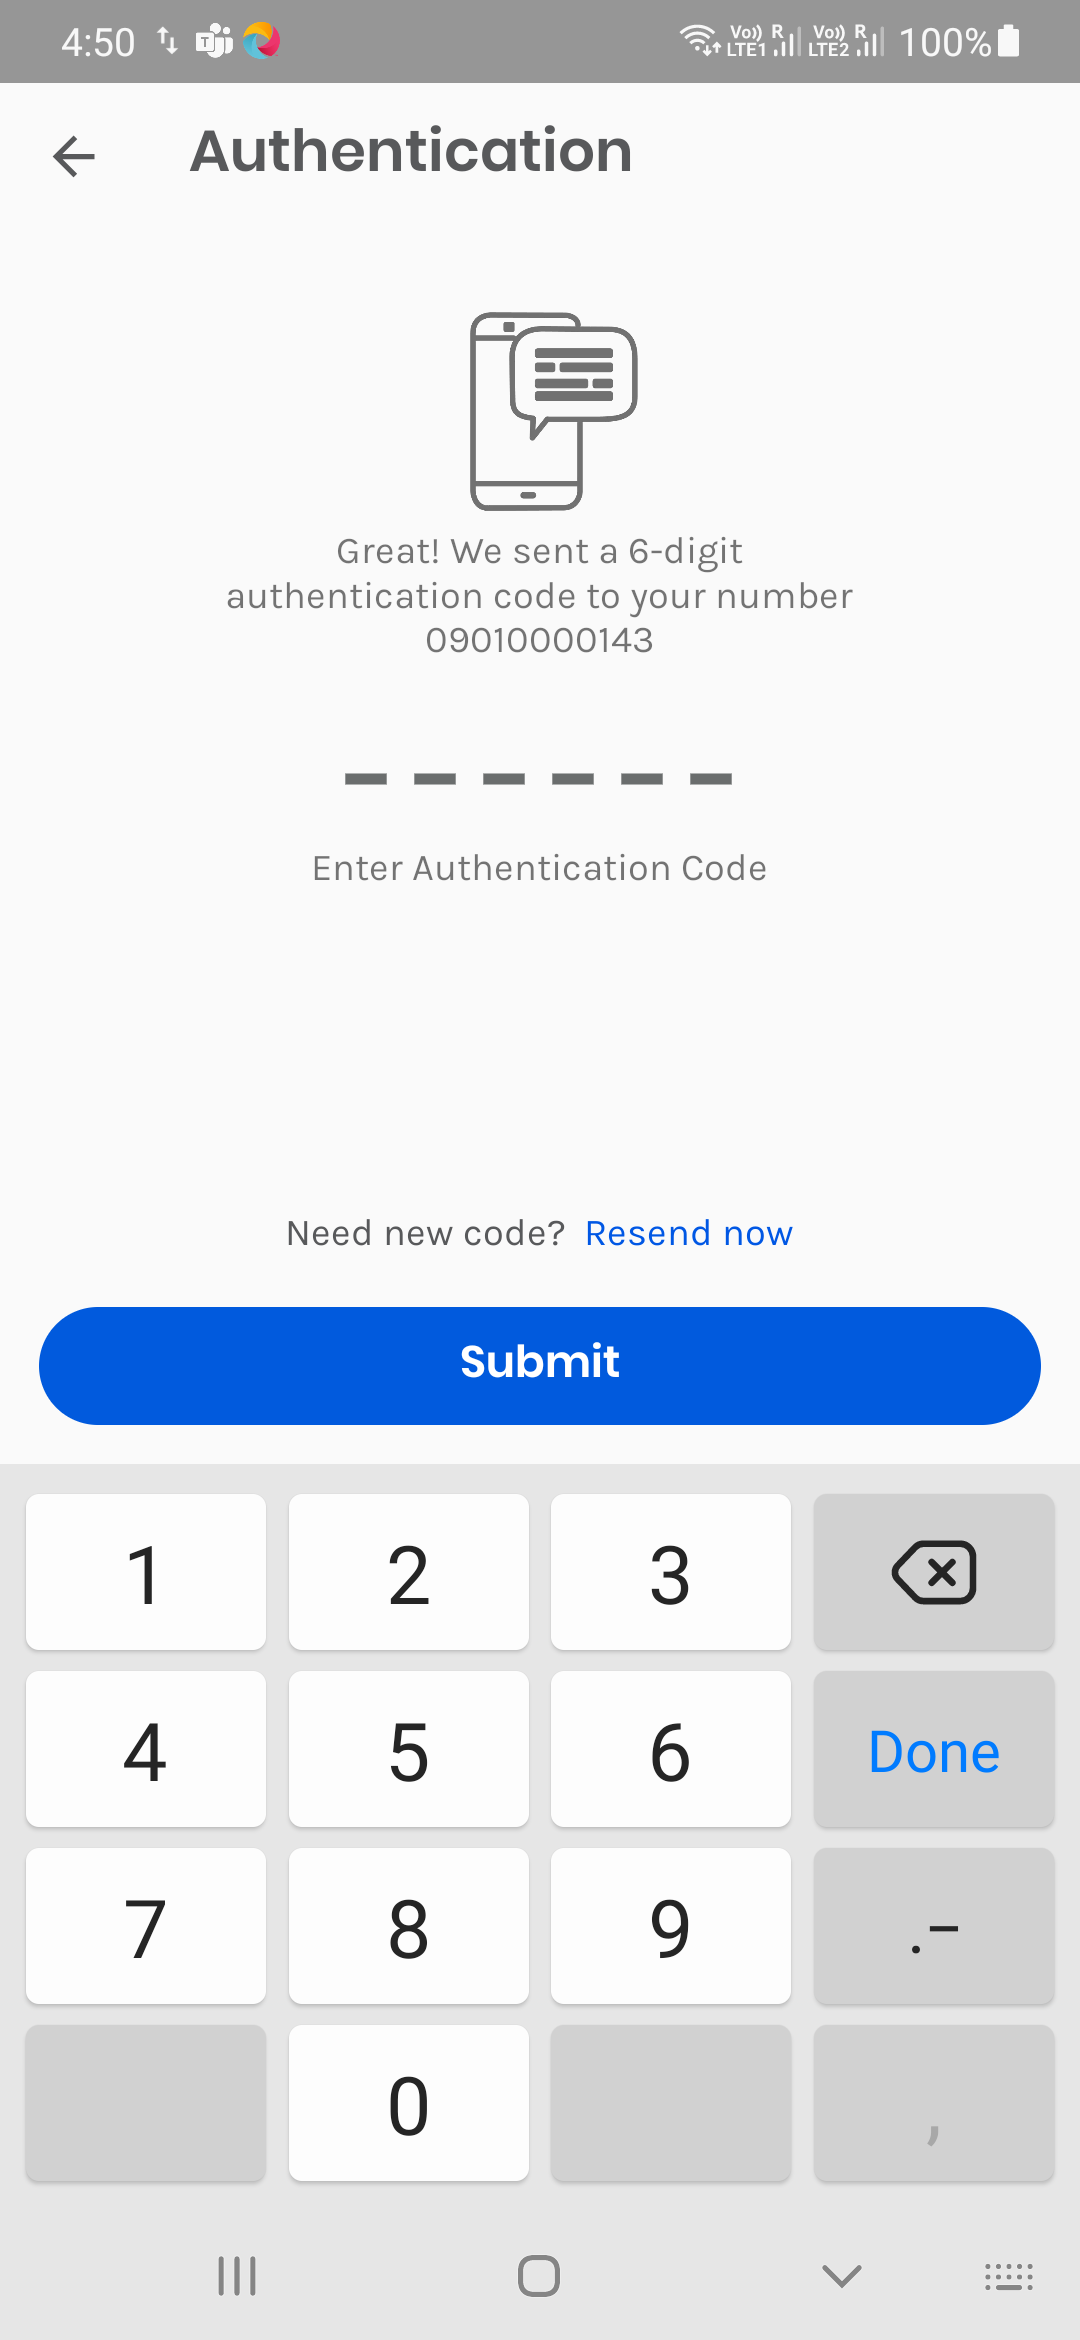 4:50
Vo)) R Vo)) R
LTE1 LTE2 100%
Authentication
Great! We sent a 6-digit
authentication code to your number
09010000143
Enter Authentication Code
Need new code? Resend now
Submit
1 2 3
4 5 6 Done
7 8 9 .-
0 ,